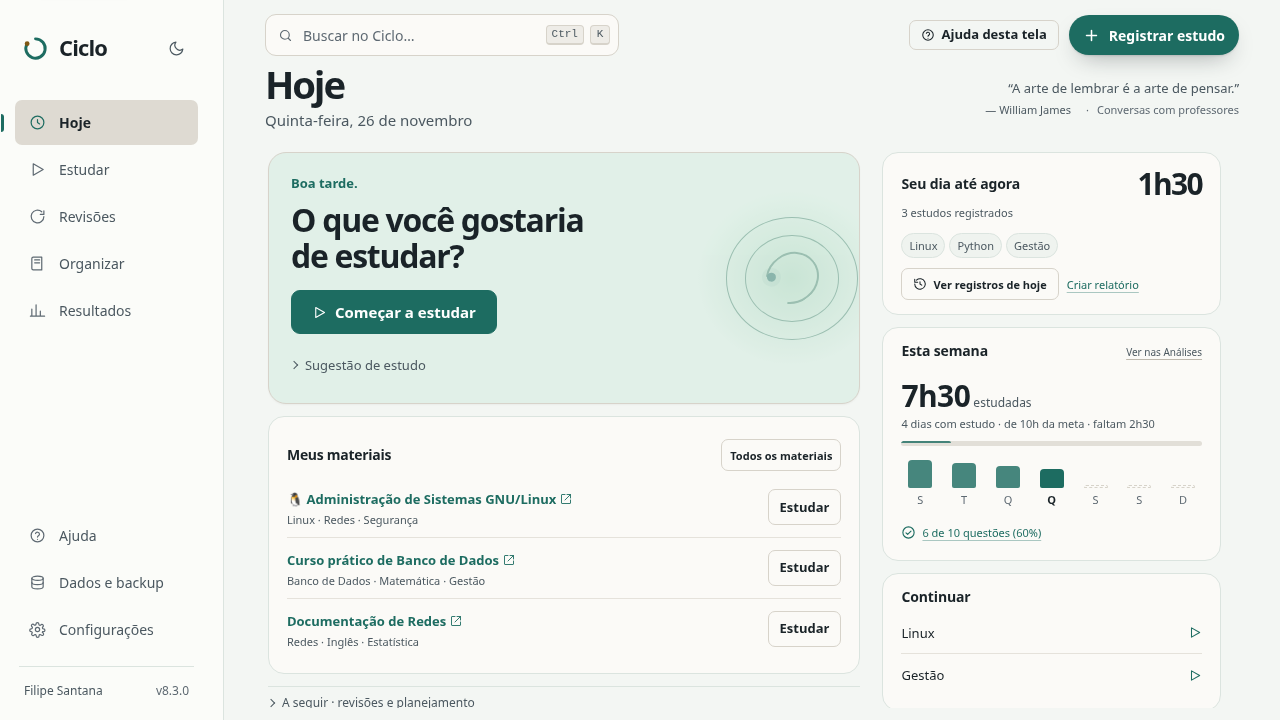 Ciclo
Hoje
Estudar
Revisões
Organizar
Resultados
Ajuda
Dados e backup
Configurações
Filipe Santana
v8.3.0
Buscar no Ciclo...
Ctrl
K
Ajuda desta tela
Registrar estudo
Hoje
Quinta-feira, 26 de novembro
“A arte de lembrar é a arte de pensar.”
— William James · Conversas com professores
Boa tarde.
O que você gostaria
de estudar?
Começar a estudar
Sugestão de estudo
Meus materiais
Todos os materiais
Administração de Sistemas GNU/Linux
Linux · Redes · Segurança
Estudar
Curso prático de Banco de Dados
Banco de Dados · Matemática · Gestão
Estudar
Documentação de Redes
Redes · Inglês · Estatística
Estudar
A seguir · revisões e planejamento
Seu dia até agora
1h30
3 estudos registrados
Linux
Python
Gestão
Ver registros de hoje
Criar relatório
Esta semana
Ver nas Análises
7h30 estudadas
4 dias com estudo · de 10h da meta · faltam 2h30
S T Q Q S S D
6 de 10 questões (60%)
Continuar
Linux
Gestão